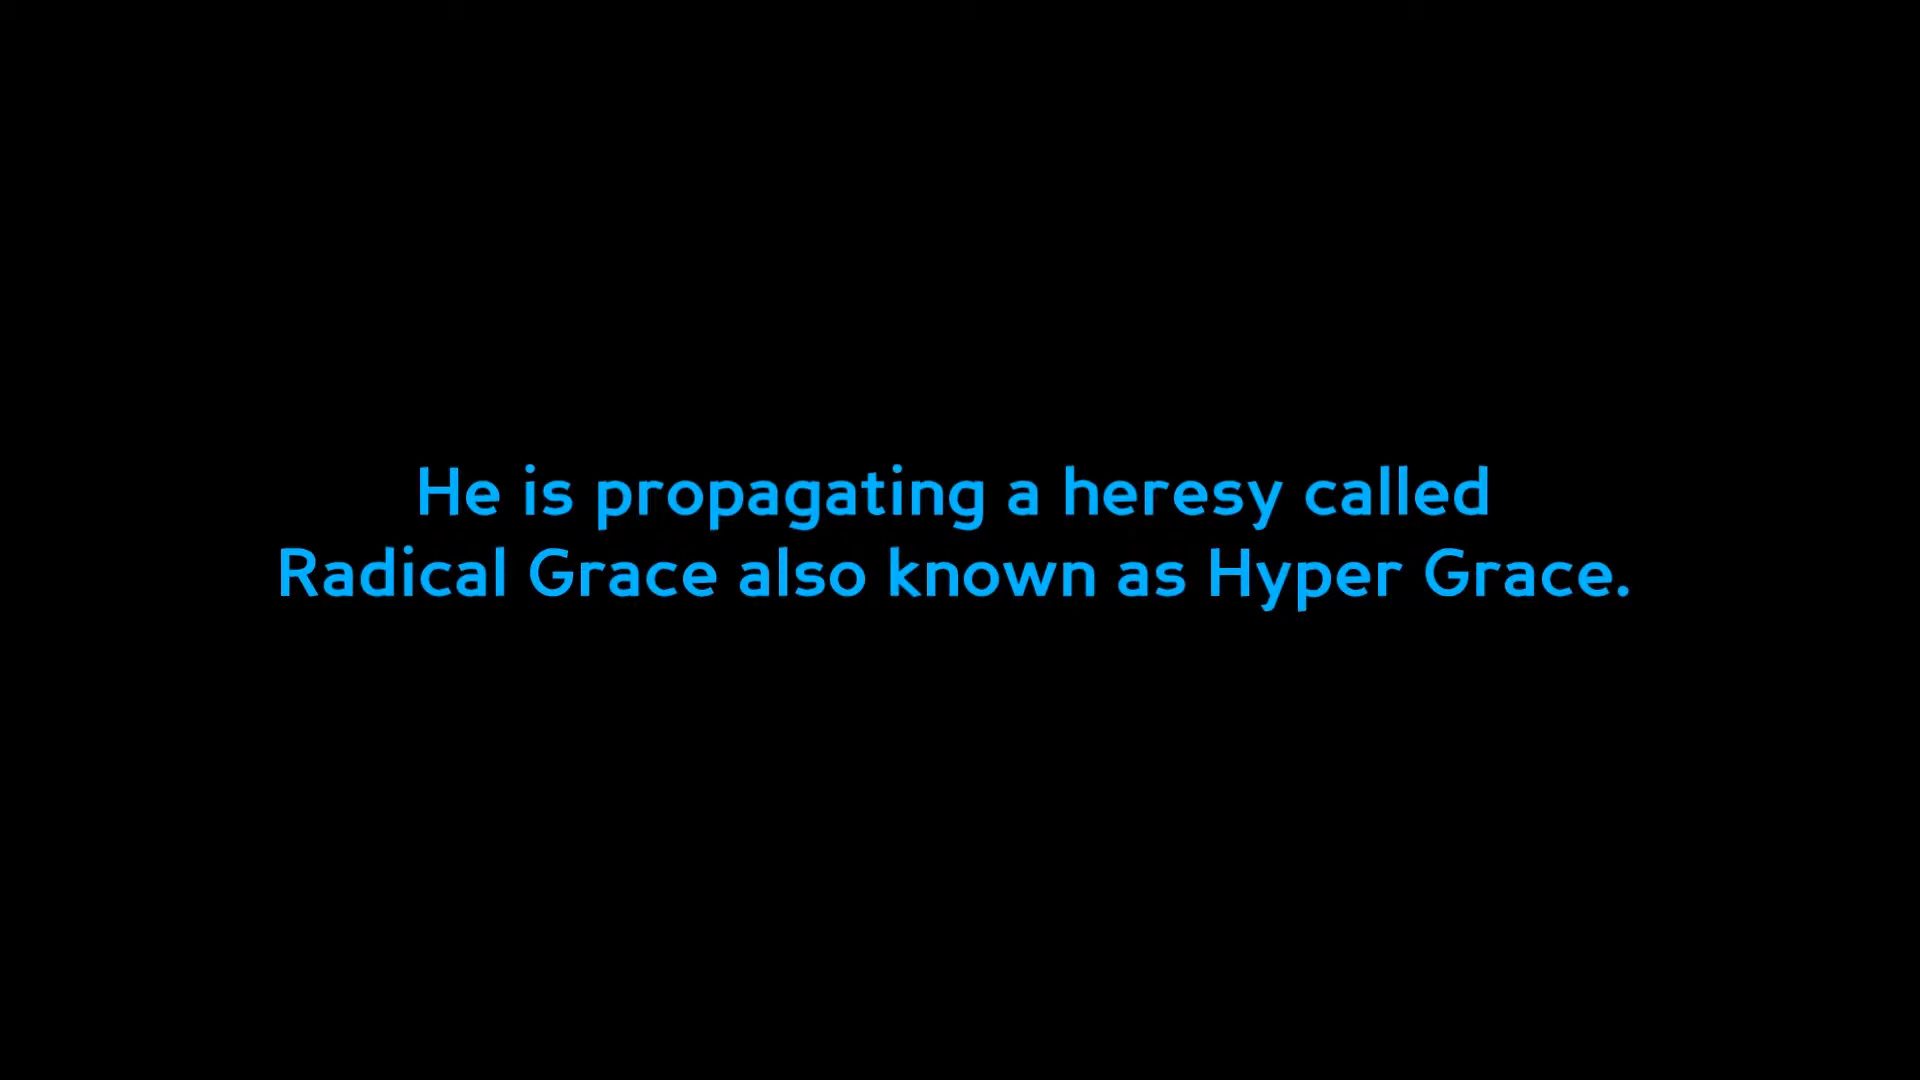 He is propagating a heresy called
Radical Grace also known as Hyper Grace.